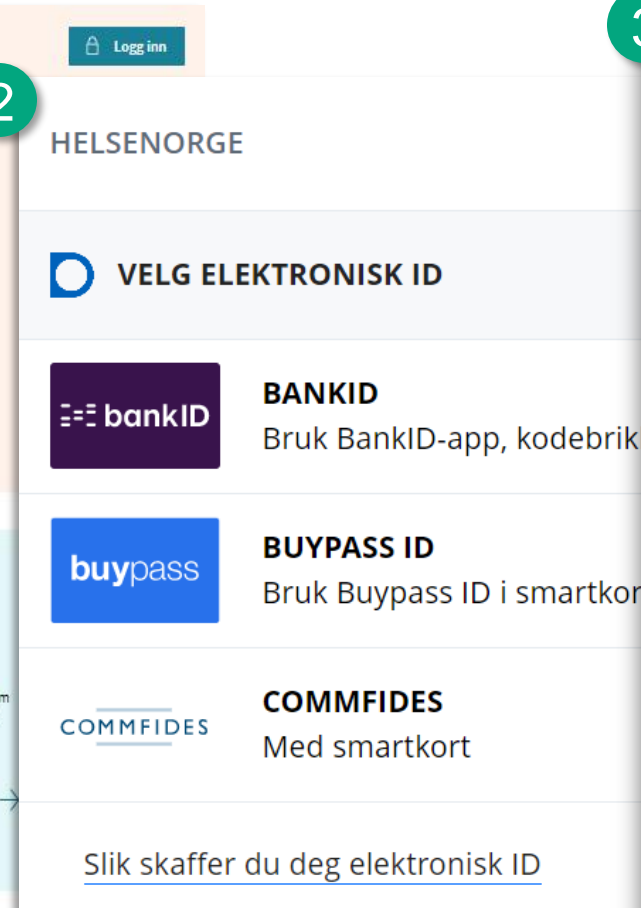 Logg inn
2
3
HELSENORGE
VELG ELEKTRONISK ID
bankID
BANKID
Bruk BankID-app, kodebrik
buypass
BUYPASS ID
Bruk Buypass ID i smartkor
COMMFIDES
COMMFIDES
Med smartkort
m
Slik skaffer du deg elektronisk ID